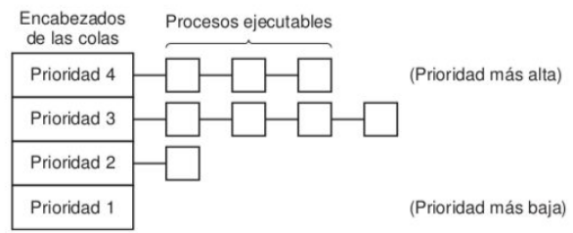 Encabezados
de las colas
Procesos ejecutables
Prioridad 4
(Prioridad más alta)
Prioridad 3
Prioridad 2
Prioridad 1
(Prioridad más baja)